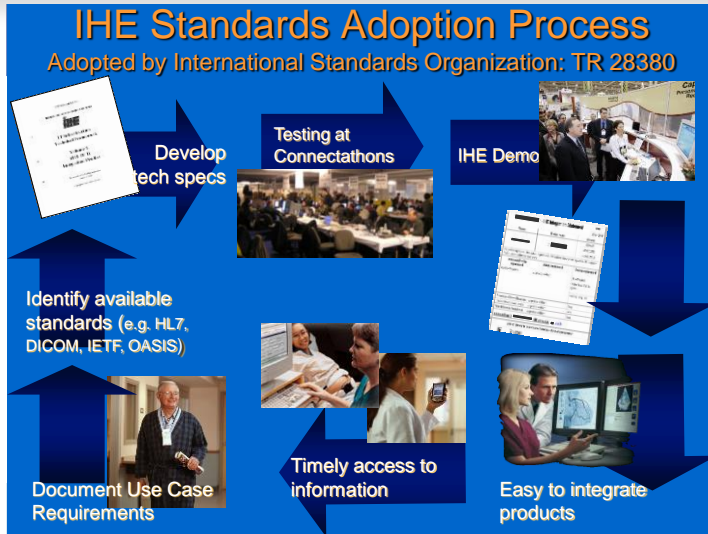 IHE Standards Adoption Process
Adopted by International Standards Organization: TR 28380
Develop
tech specs
Testing at
Connectathons
IHE Demo
Identify available
standards (e.g. HL7,
DICOM, IETF, OASIS)
Document Use Case
Requirements
Timely access to
information
Easy to integrate
products